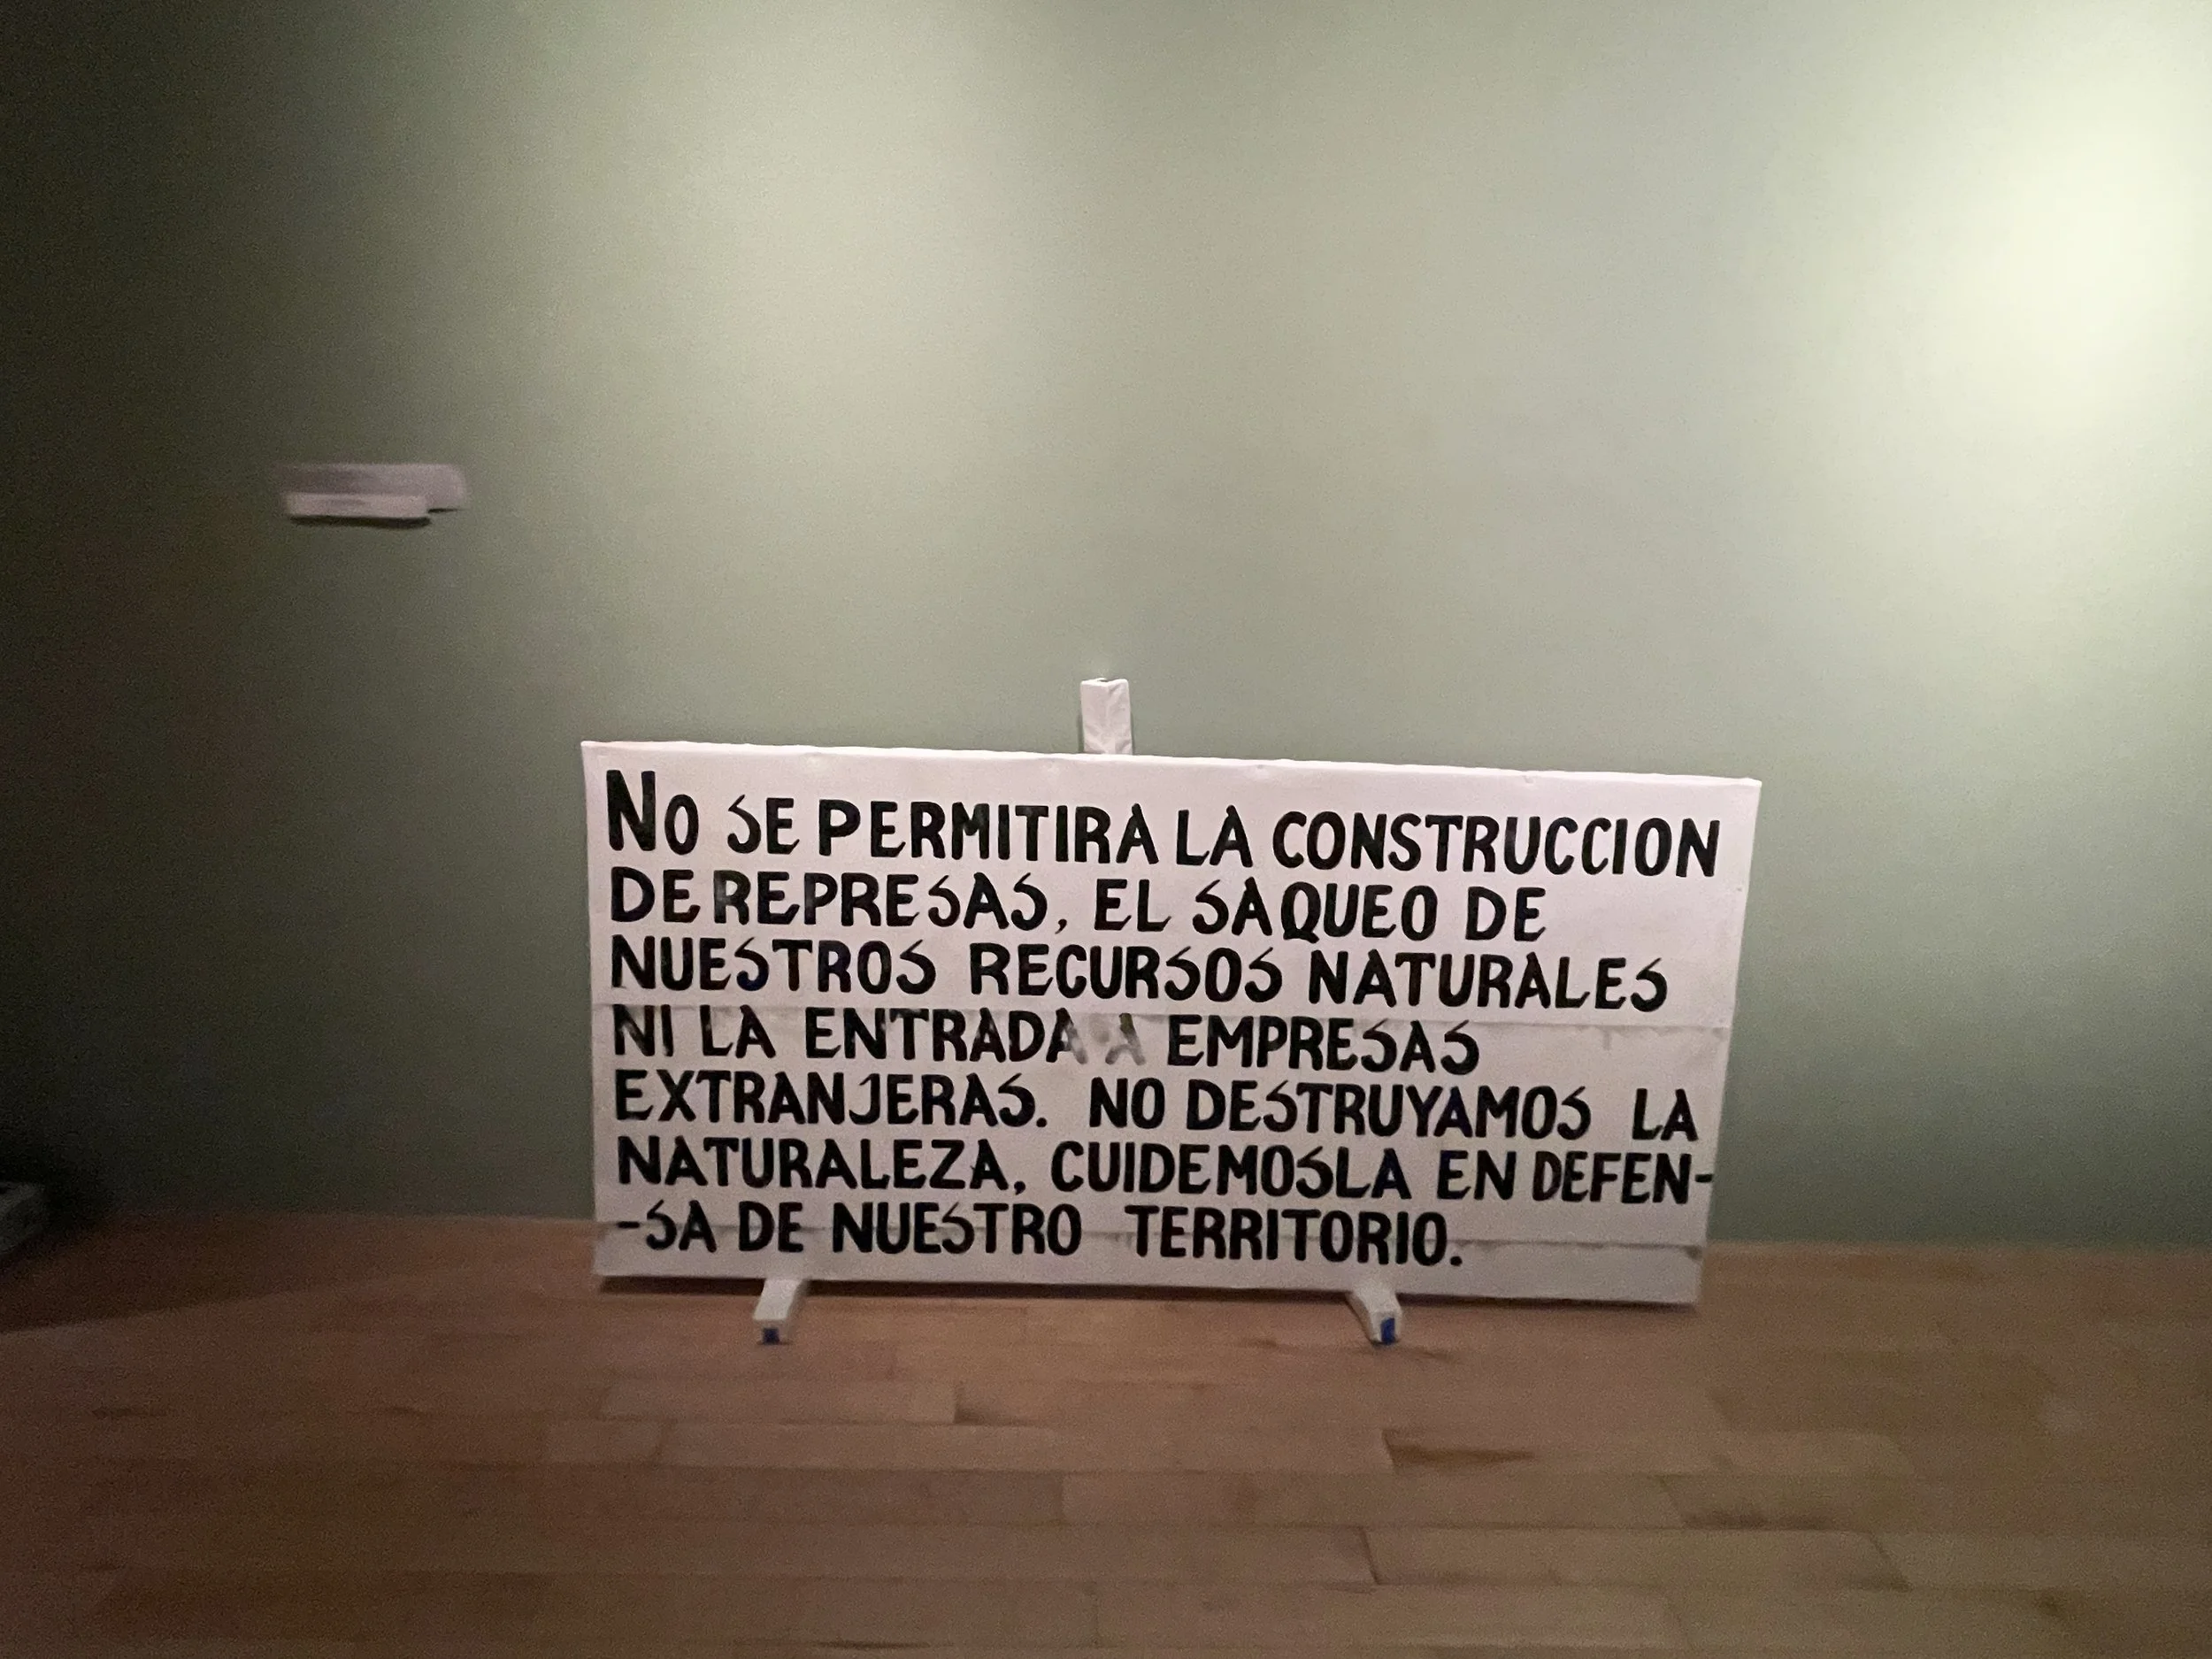 No SE PERMITIRA LA CONSTRUCCION
DE REPRESAS, EL SAQUEO DE
NUESTROS RECURSOS NATURALES
NI LA ENTRADA A EMPRESAS
EXTRANJERAS. NO DESTRUYAMOS LA
NATURALEZA, CUIDEMOSLA EN DEFEN-
-SA DE NUESTRO TERRITORIO.